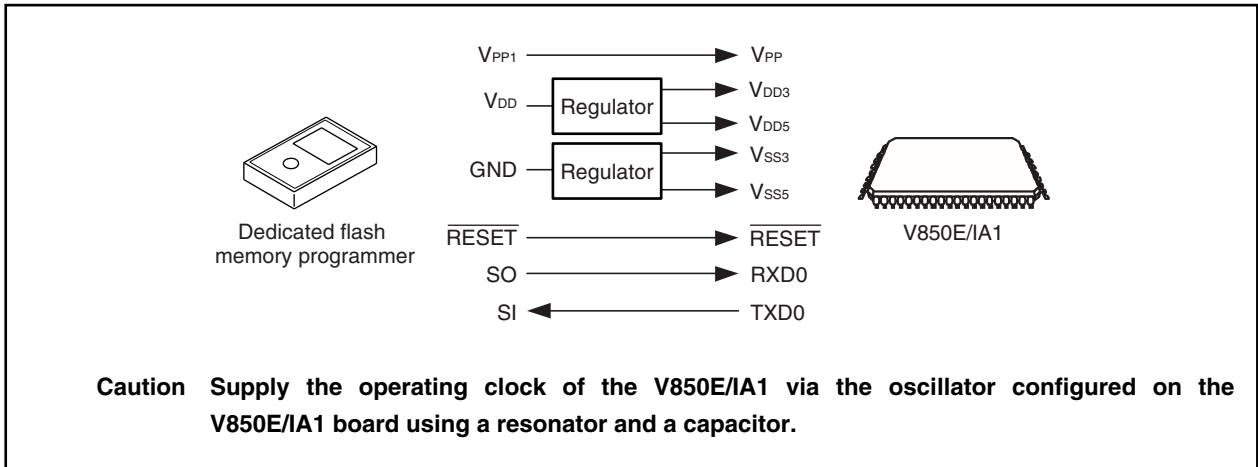 VPP1 VPP
VDD Regulator VDD3
VDD5
GND Regulator VSS3
VSS5
RESET RESET
SO RXD0
SI TXD0
Dedicated flash
memory programmer
V850E/IA1
Caution Supply the operating clock of the V850E/IA1 via the oscillator configured on the
V850E/IA1 board using a resonator and a capacitor.